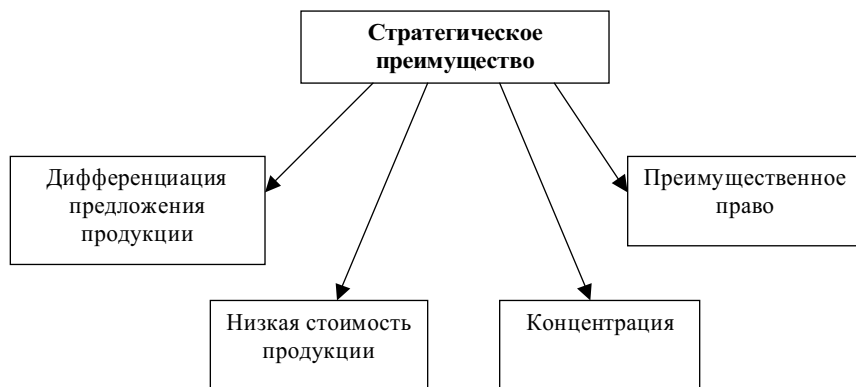 Стратегическое
преимущество
Дифференциация
предложения
продукции
Преимущественное
право
Низкая стоимость
продукции
Концентрация